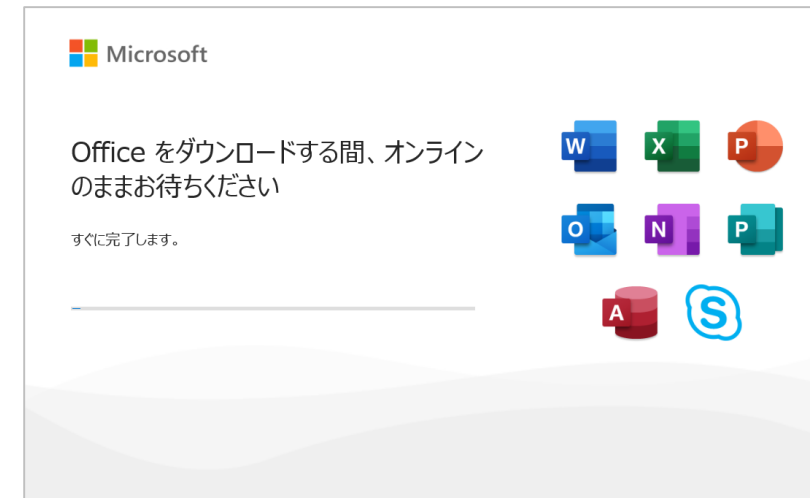 Microsoft
Office をダウンロードする間、オンライン
のままお待ちください
すぐに完了します。
W X P
O N P
A S